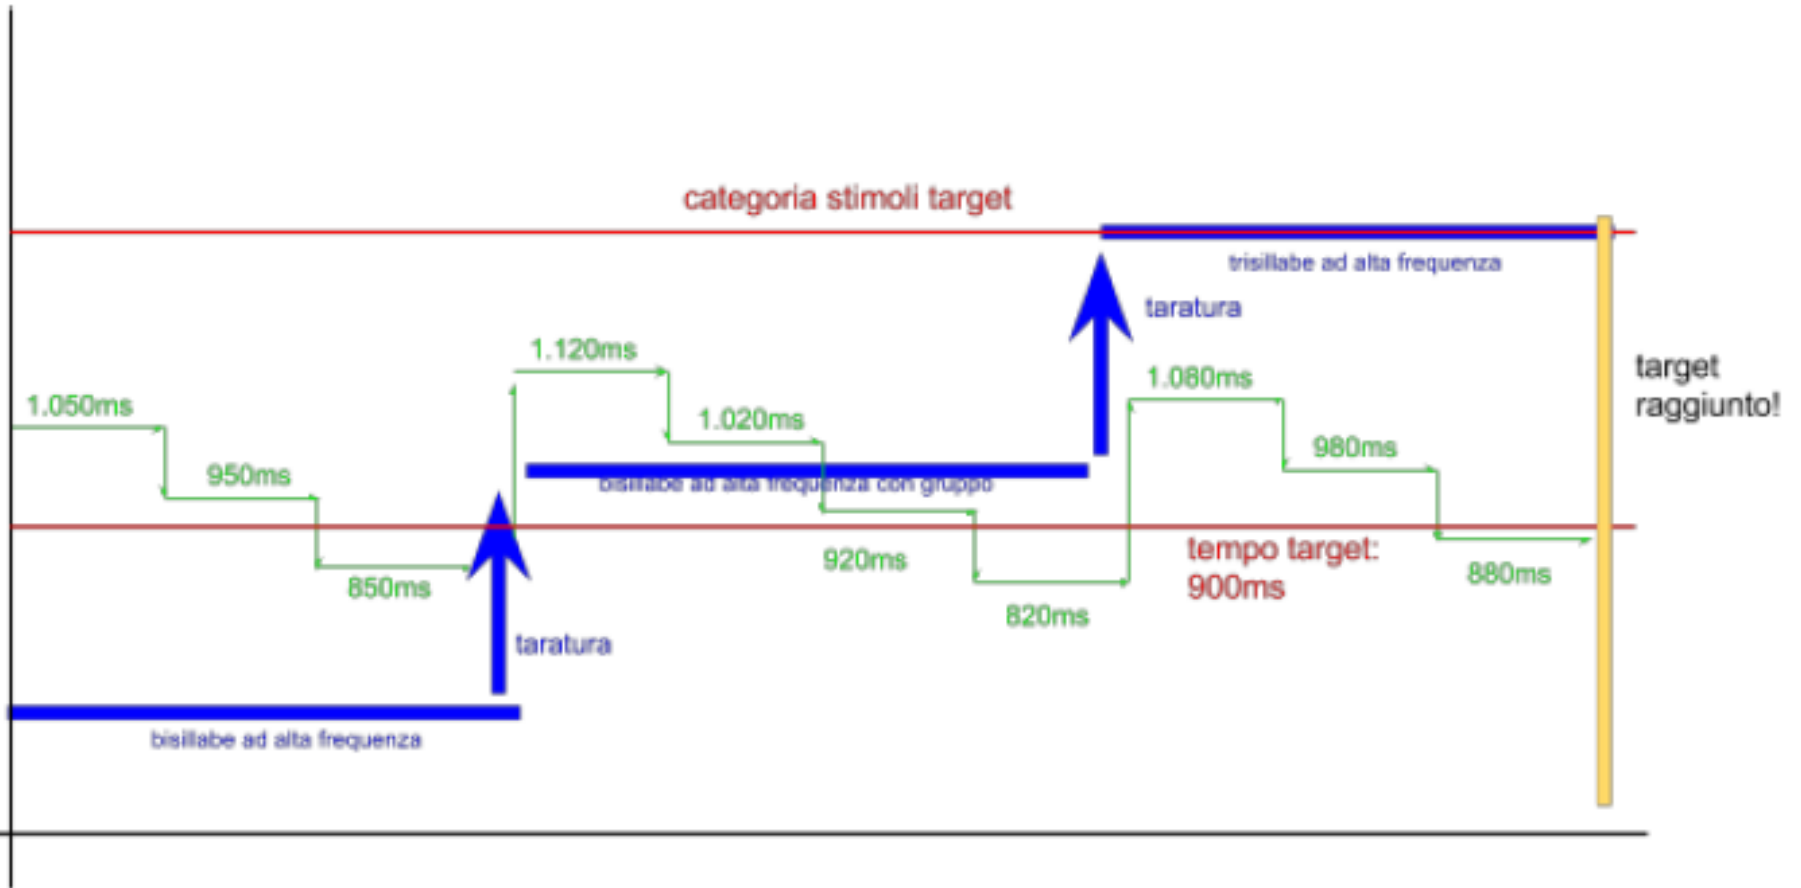 categoria stimoli target
trisillabe ad alta frequenza
taratura
1.120ms
1.080ms
target
raggiunto!
1.050ms
1.020ms
980ms
950ms
bisillabe ad alta frequenza con gruppo
tempo target:
900ms
920ms
880ms
850ms
820ms
taratura
bisillabe ad alta frequenza